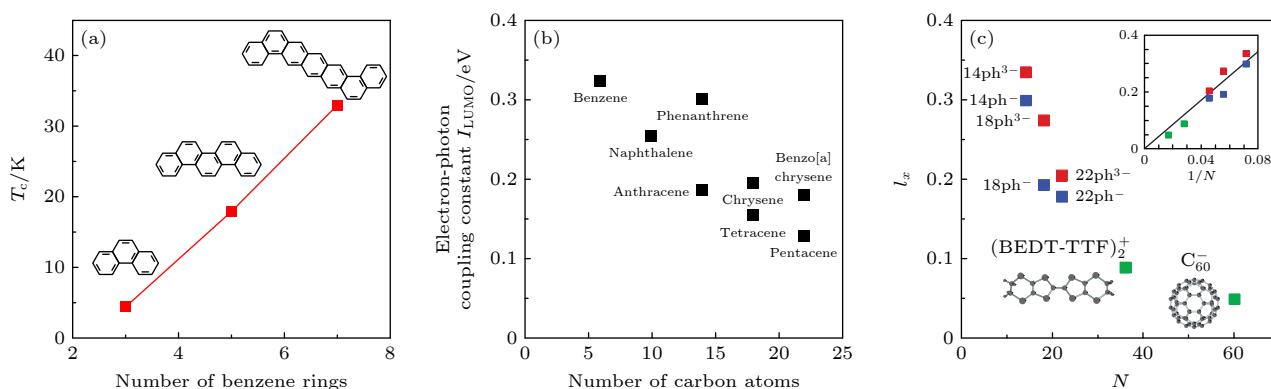 (a)
40
30
20
10
0
2
4
6
8
Tc/K
Number of benzene rings
(b)
0.4
0.3
0.2
0.1
0
0
5
10
15
20
25
Electron-photon
coupling constant I_LUMO/eV
Number of carbon atoms
Benzene
Phenanthrene
Naphthalene
Benzo[a]
chrysene
Anthracene
Chrysene
Tetracene
Pentacene
(c)
0.4
0.3
0.2
0.1
0
0
20
40
60
l_x
N
14ph³⁻
14ph⁻
18ph³⁻
18ph⁻
22ph³⁻
22ph⁻
(BEDT-TTF)₂⁺
C₆₀⁻
0.4
0.2
0
0
0.04
0.08
1/N